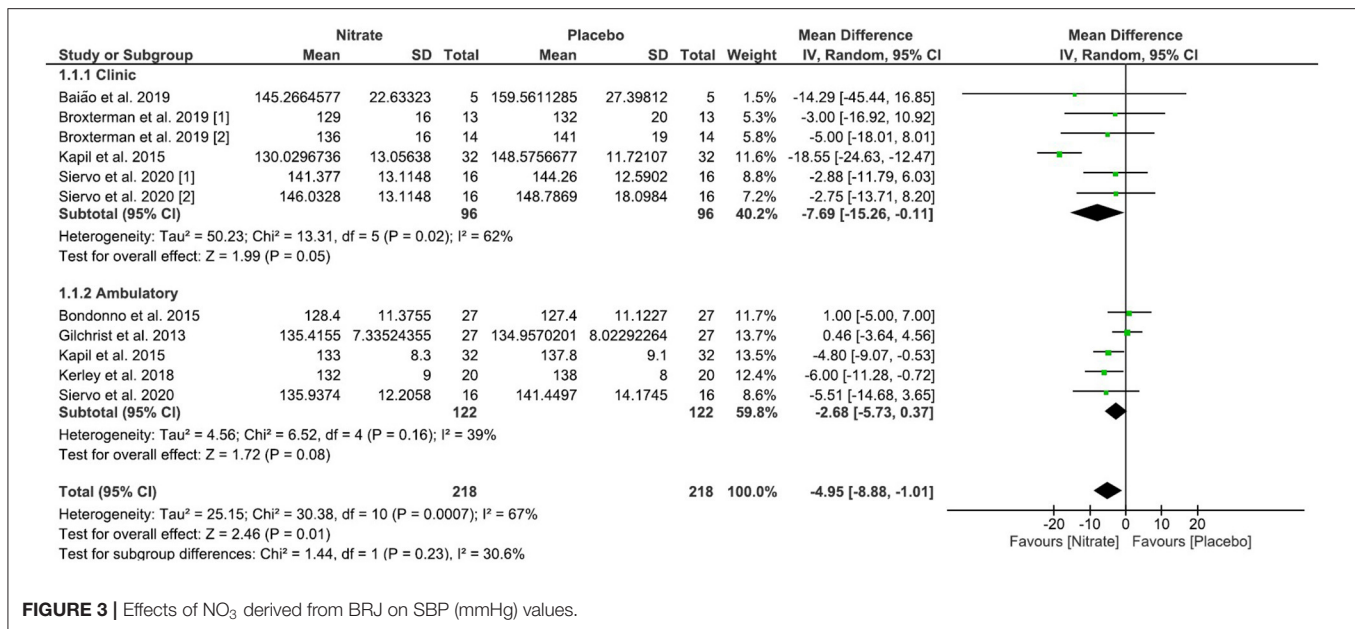 Nitrate Placebo Mean Difference Mean Difference
Study or Subgroup Mean SD Total Mean SD Total Weight IV, Random, 95% CI IV, Random, 95% CI
1.1.1 Clinic
Baião et al. 2019 145.2664577 22.63323 5 159.5611285 27.39812 5 1.5% -14.29 [-45.44, 16.85]
Broxterman et al. 2019 [1] 129 16 13 132 20 13 5.3% -3.00 [-16.92, 10.92]
Broxterman et al. 2019 [2] 136 16 14 141 19 14 5.8% -5.00 [-18.01, 8.01]
Kapil et al. 2015 130.0296736 13.05638 32 148.5756677 11.72107 32 11.6% -18.55 [-24.63, -12.47]
Siervo et al. 2020 [1] 141.377 13.1148 16 144.26 12.5902 16 8.8% -2.88 [-11.79, 6.03]
Siervo et al. 2020 [2] 146.0328 13.1148 16 148.7869 18.0984 16 7.2% -2.75 [-13.71, 8.20]
Subtotal (95% CI) 96 96 40.2% -7.69 [-15.26, -0.11]
Heterogeneity: Tau² = 50.23; Chi² = 13.31, df = 5 (P = 0.02); I² = 62%
Test for overall effect: Z = 1.99 (P = 0.05)
1.1.2 Ambulatory
Bondonno et al. 2015 128.4 11.3755 27 127.4 11.1227 27 11.7% 1.00 [-5.00, 7.00]
Gilchrist et al. 2013 135.4155 7.33524355 27 134.9570201 8.02292264 27 13.7% 0.46 [-3.64, 4.56]
Kapil et al. 2015 133 8.3 32 137.8 9.1 32 13.5% -4.80 [-9.07, -0.53]
Kerley et al. 2018 132 9 20 138 8 20 12.4% -6.00 [-11.28, -0.72]
Siervo et al. 2020 135.9374 12.2058 16 141.4497 14.1745 16 8.6% -5.51 [-14.68, 3.65]
Subtotal (95% CI) 122 122 59.8% -2.68 [-5.73, 0.37]
Heterogeneity: Tau² = 4.56; Chi² = 6.52, df = 4 (P = 0.16); I² = 39%
Test for overall effect: Z = 1.72 (P = 0.08)
Total (95% CI) 218 218 100.0% -4.95 [-8.88, -1.01]
Heterogeneity: Tau² = 25.15; Chi² = 30.38, df = 10 (P = 0.0007); I² = 67%
Test for overall effect: Z = 2.46 (P = 0.01)
Test for subgroup differences: Chi² = 1.44, df = 1 (P = 0.23), I² = 30.6%
-20 -10 0 10 20
Favours [Nitrate] Favours [Placebo]
FIGURE 3 | Effects of NO₃ derived from BRJ on SBP (mmHg) values.